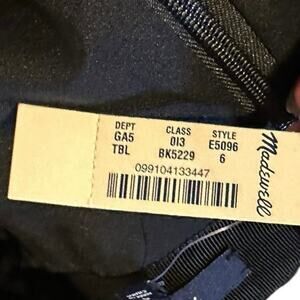 DEPT CLASS STYLE
GA5 013 E5096
TBL BK5229 6
099104133447
Madewell